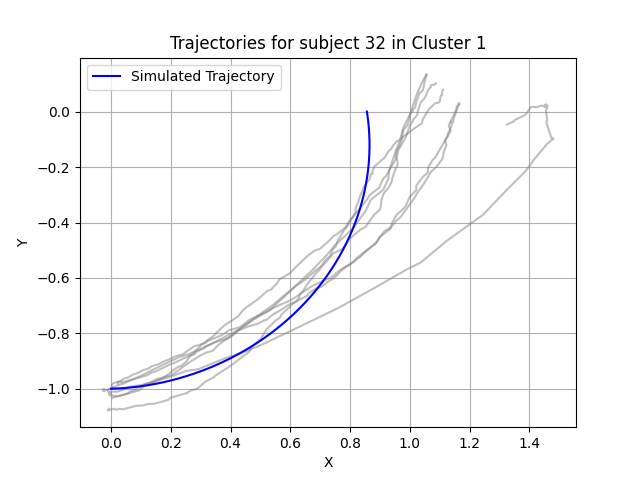 Trajectories for subject 32 in Cluster 1
Simulated Trajectory
Y
0.0
−0.2
−0.4
−0.6
−0.8
−1.0
0.0 0.2 0.4 0.6 0.8 1.0 1.2 1.4
X